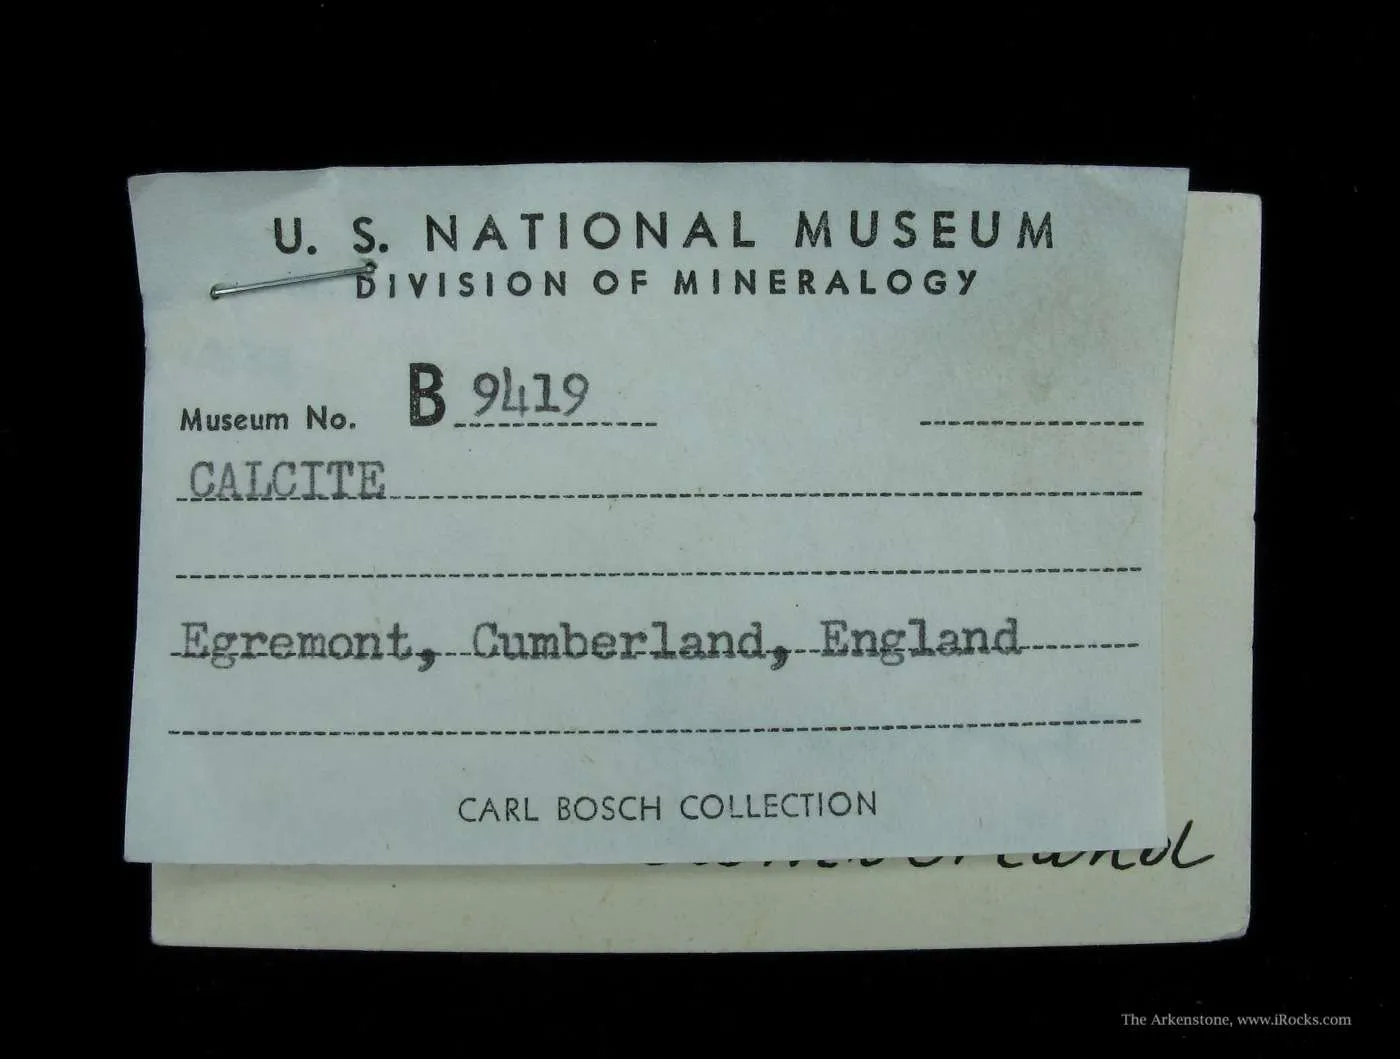 U. S. NATIONAL MUSEUM
DIVISION OF MINERALOGY
Museum No. B 9419
CALCITE
Egremont, Cumberland, England
CARL BOSCH COLLECTION
The Arkenstone, www.iRocks.com